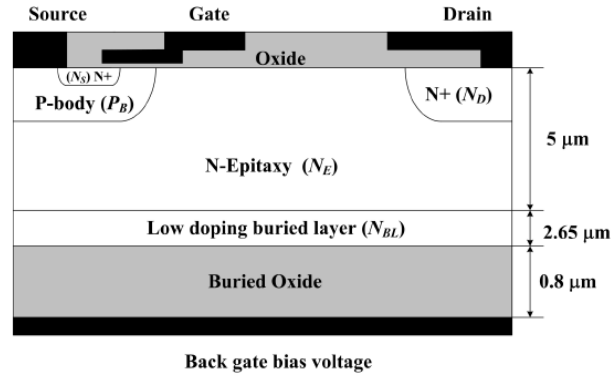 Source Gate Drain
Oxide
(NS) N+
P-body (PB)
N+ (ND)
5 μm
N-Epitaxy (NE)
Low doping buried layer (NBL)
2.65 μm
Buried Oxide
0.8 μm
Back gate bias voltage